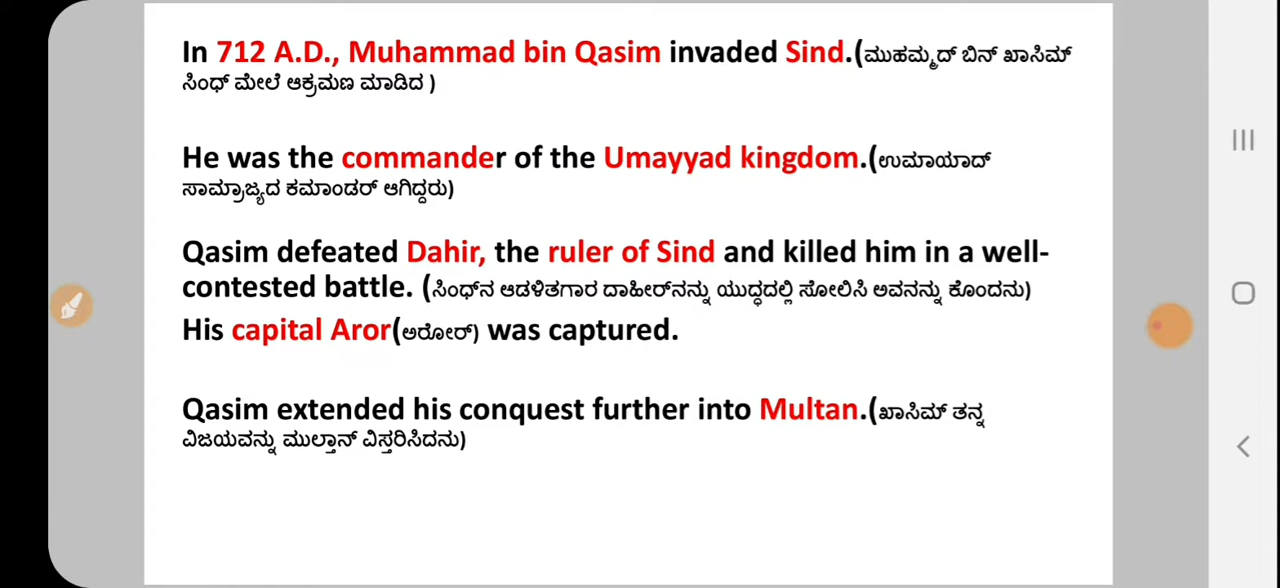 In 712 A.D., Muhammad bin Qasim invaded Sind.(ಮುಹಮ್ಮದ್ ಬಿನ್ ಖಾಸಿಮ್
ಸಿಂಧ್ ಮೇಲೆ ಆಕ್ರಮಣ ಮಾಡಿದ )
He was the commander of the Umayyad kingdom.(ಉಮಾಯಾದ್
ಸಾಮ್ರಾಜ್ಯದ ಕಮಾಂಡರ್ ಆಗಿದ್ದರು)
Qasim defeated Dahir, the ruler of Sind and killed him in a well-
contested battle. (ಸಿಂಧ್‌ನ ಆಡಳಿತಗಾರ ದಾಹೀರ್‌ನನ್ನು ಯುದ್ಧದಲ್ಲಿ ಸೋಲಿಸಿ ಅವನನ್ನು ಕೊಂದನು)
His capital Aror(ಅರೋರ್) was captured.
Qasim extended his conquest further into Multan.(ಖಾಸಿಮ್ ತನ್ನ
ವಿಜಯವನ್ನು ಮುಲ್ತಾನ್ ವಿಸ್ತರಿಸಿದನು)